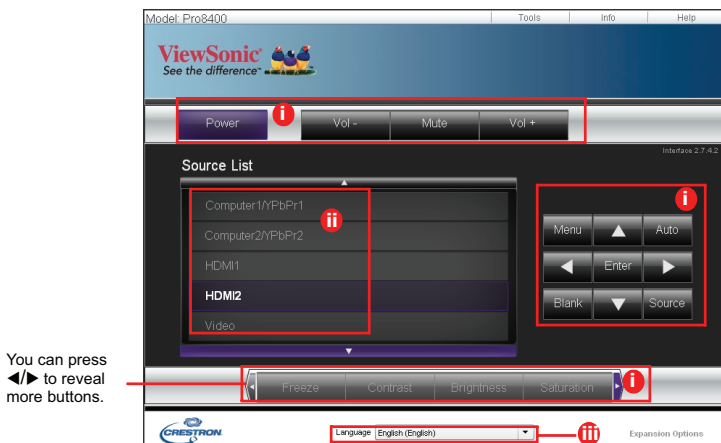 Model: Pro8400
Tools Info Help
ViewSonic®
See the difference™
Power Vol - Mute Vol +
i
Interface 2.7.4.2
Source List
Computer1/YPbPr1
Computer2/YPbPr2
HDMI1
HDMI2
Video
ii
i
Menu ▲ Auto
◀ Enter ▶
Blank ▼ Source
You can press
◀/▶ to reveal
more buttons.
Freeze Contrast Brightness Saturation
i
CRESTRON
Language English (English)
iii
Expansion Options